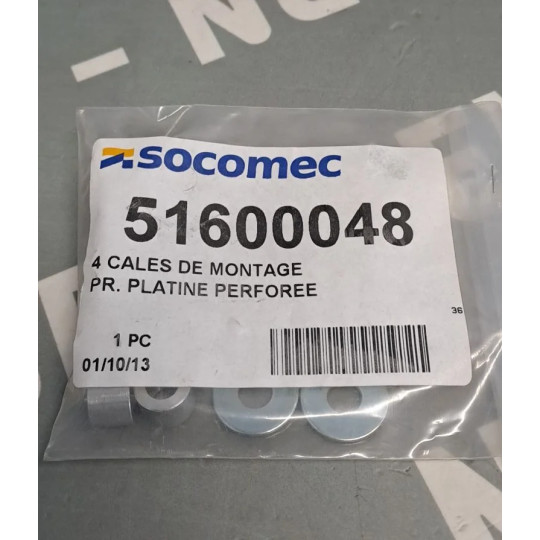 socomec
51600048
4 CALES DE MONTAGE
PR. PLATINE PERFOREE
36
1 PC
01/10/13